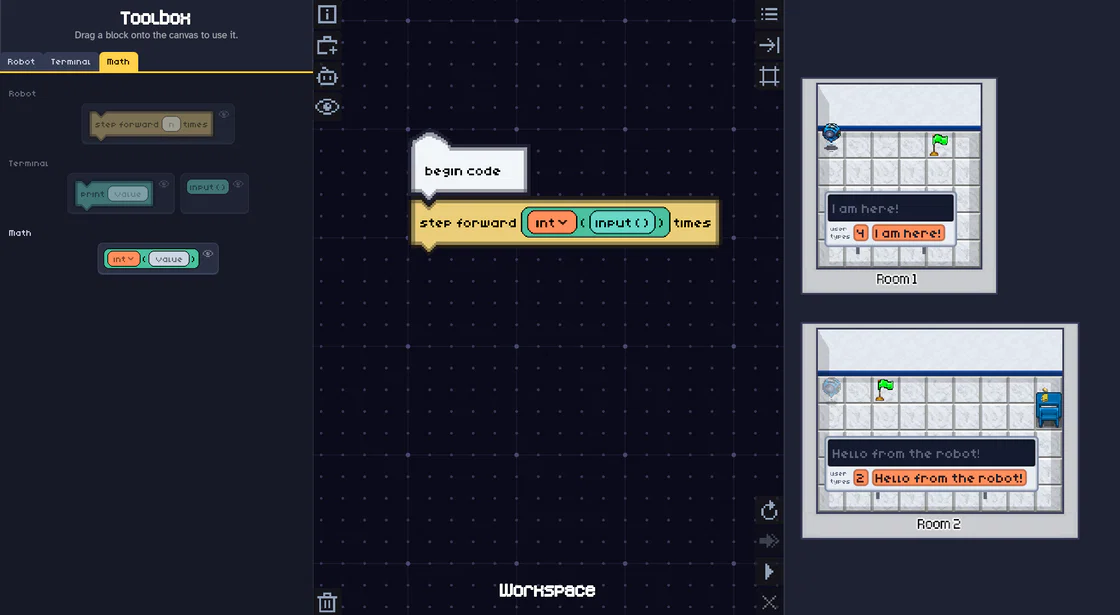 Toolbox
Drag a block onto the canvas to use it.
Robot Terminal Math
Robot
step forward n times
Terminal
print value input ()
Math
int ( value )
begin code
step forward int ( input () ) times
Workspace
I am here!
user types 4 I am here!
Room 1
Hello from the robot!
user types 2 Hello from the robot!
Room 2